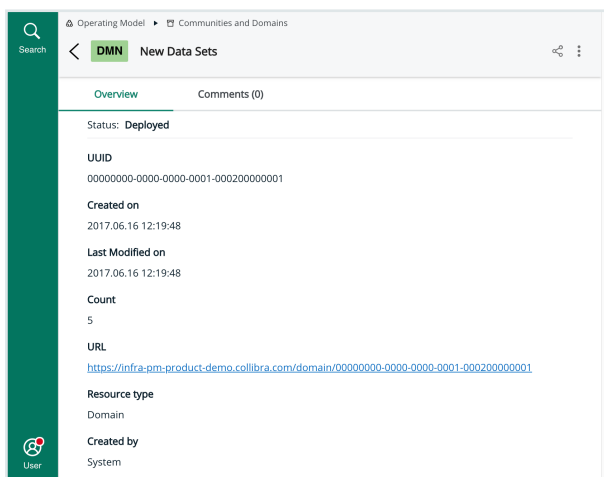 Operating Model ▸ Communities and Domains
Search
DMN New Data Sets
Overview Comments (0)
Status: Deployed
UUID
00000000-0000-0000-0001-000200000001
Created on
2017.06.16 12:19:48
Last Modified on
2017.06.16 12:19:48
Count
5
URL
https://infra-pm-product-demo.collibra.com/domain/00000000-0000-0000-0001-000200000001
Resource type
Domain
Created by
System
User